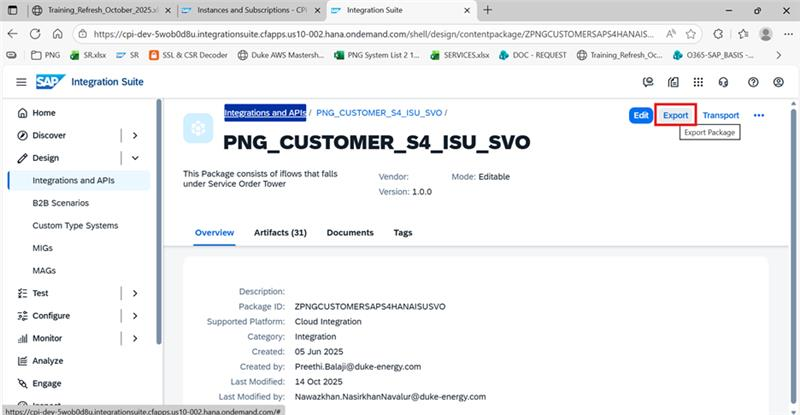 Training_Refresh_October_2025.xl
Instances and Subscriptions - CPI
Integration Suite
https://cpi-dev-5wob0d8u.integrationsuite.cfapps.us10-002.hana.ondemand.com/shell/design/contentpackage/ZPNGCUSTOMERSAPS4HANAIS
PNG
SR.xlsx
SR
SSL & CSR Decoder
Duke AWS Mastersh...
PNG System List 2 1...
SERVICES.xlsx
DOC - REQUEST
Training_Refresh_Oc...
O365-SAP_BASIS -...
SAP
Integration Suite
Home
Discover
Design
Integrations and APIs
B2B Scenarios
Custom Type Systems
MIGs
MAGs
Test
Configure
Monitor
Analyze
Engage
Inspect
Integrations and APIs / PNG_CUSTOMER_S4_ISU_SVO /
Edit
Export
Transport
Export Package
PNG_CUSTOMER_S4_ISU_SVO
This Package consists of iflows that falls
under Service Order Tower
Vendor:
Version: 1.0.0
Mode: Editable
Overview
Artifacts (31)
Documents
Tags
Description:
Package ID: ZPNGCUSTOMERSAPS4HANAISUSVO
Supported Platform: Cloud Integration
Category: Integration
Created: 05 Jun 2025
Created by: Preethi.Balaji@duke-energy.com
Last Modified: 14 Oct 2025
Last Modified by: Nawazkhan.NasirkhanNavalur@duke-energy.com
https://cpi-dev-5wob0d8u.integrationsuite.cfapps.us10-002.hana.ondemand.com/shell/#